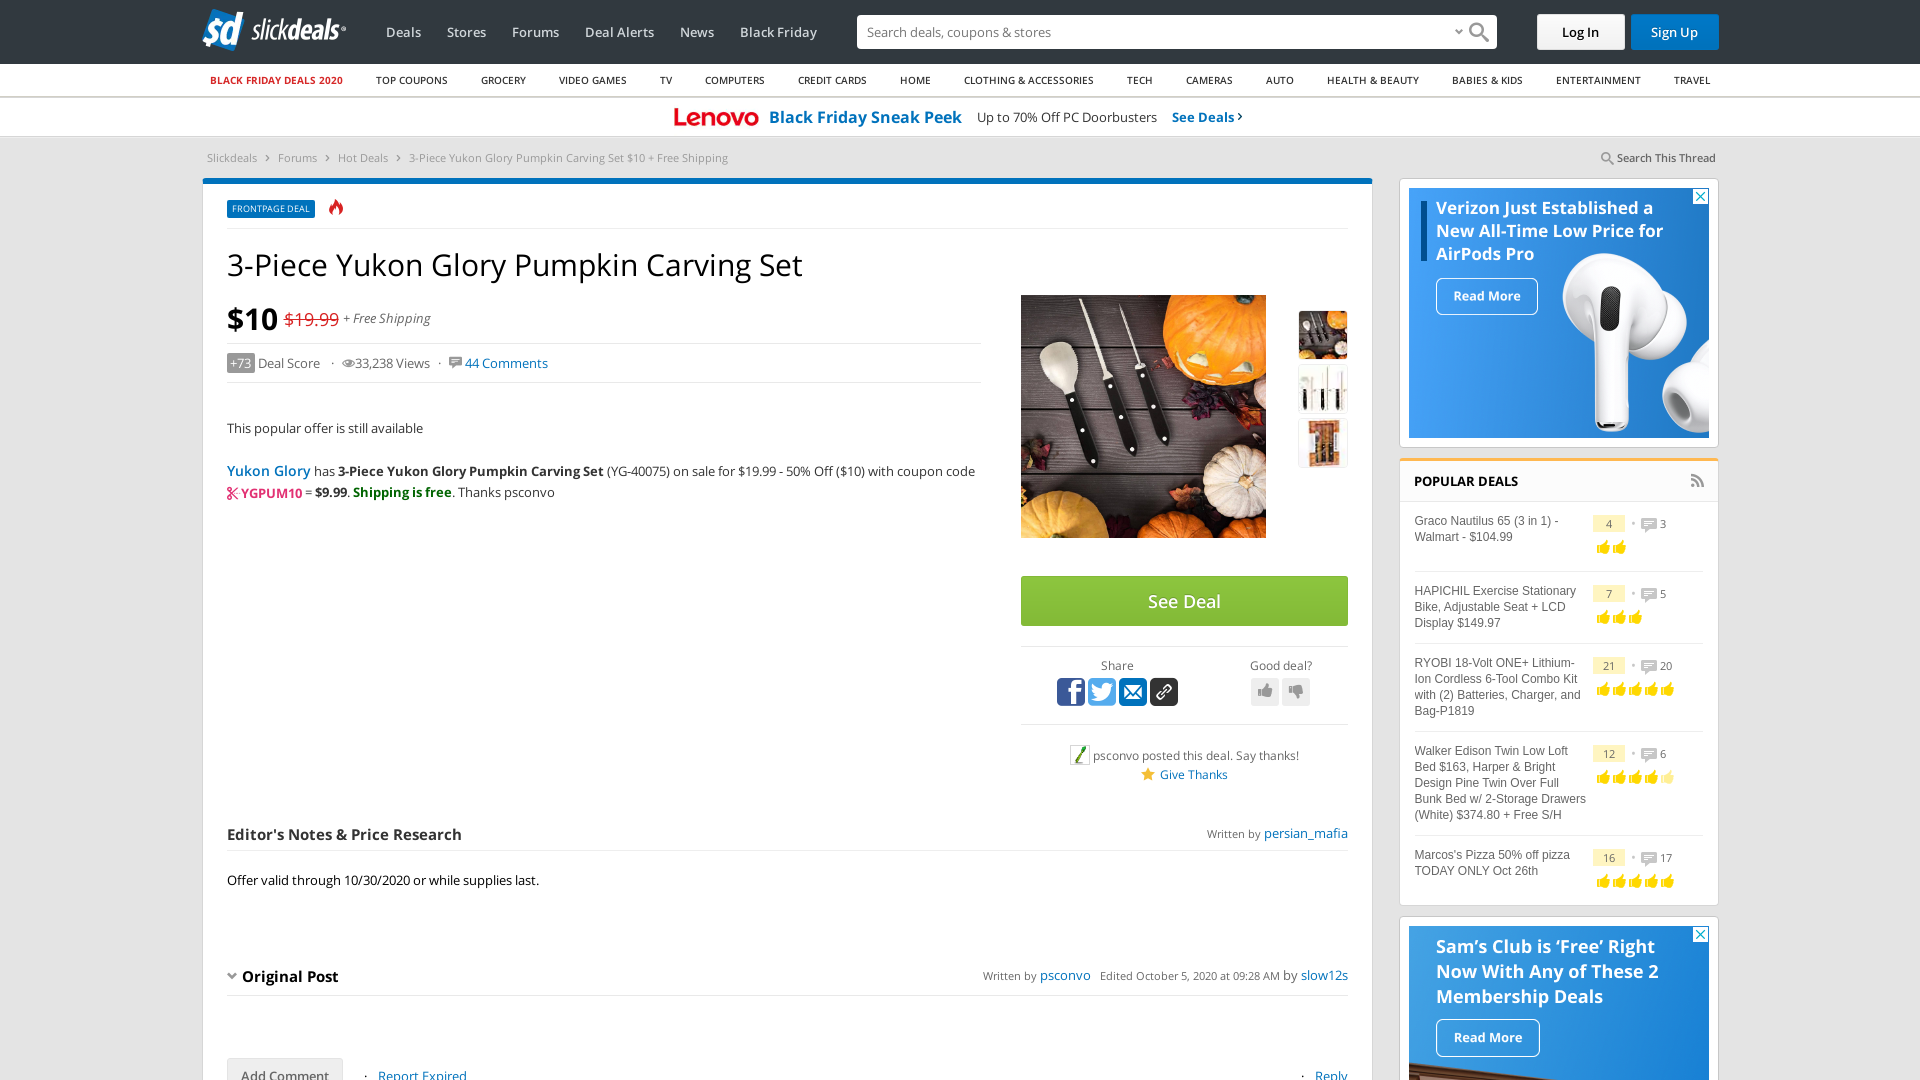 sd slickdeals®
Deals Stores Forums Deal Alerts News Black Friday
Search deals, coupons & shopping
Log In Sign Up
BLACK FRIDAY DEALS 2020 TOP COUPONS GROCERY VIDEO GAMES TV COMPUTERS CREDIT CARDS HOME CLOTHING & ACCESSORIES TECH CAMERAS AUTO HEALTH & BEAUTY BABIES & KIDS ENTERTAINMENT TRAVEL
Lenovo Black Friday Sneak Peek Up to 70% Off PC Doorbusters See Deals ›
Slickdeals › Forums › Hot Deals › 3-Piece Yukon Glory Pumpkin Carving Set $10 + Free Shipping
Search This Thread
FRONTPAGE DEAL
3-Piece Yukon Glory Pumpkin Carving Set
$10 $19.99 + Free Shipping
+73 Deal Score · 33,238 Views · 44 Comments
This popular offer is still available
Yukon Glory has 3-Piece Yukon Glory Pumpkin Carving Set (YG-40075) on sale for $19.99 - 50% Off ($10) with coupon code
YGPUM10 = $9.99. Shipping is free. Thanks psconvo
See Deal
Share
Good deal?
psconvo posted this deal. Say thanks!
Give Thanks
Editor's Notes & Price Research
Written by persian_mafia
Offer valid through 10/30/2020 or while supplies last.
Original Post
Written by psconvo Edited October 5, 2020 at 09:28 AM by slow12s
Add Comment · Report Expired
· Reply
Verizon Just Established a
New All-Time Low Price for
AirPods Pro
Read More
POPULAR DEALS
Graco Nautilus 65 (3 in 1) -
Walmart - $104.99
4 • 3
HAPICHIL Exercise Stationary
Bike, Adjustable Seat + LCD
Display $149.97
7 • 5
RYOBI 18-Volt ONE+ Lithium-
Ion Cordless 6-Tool Combo Kit
with (2) Batteries, Charger, and
Bag-P1819
21 • 20
Walker Edison Twin Low Loft
Bed $163, Harper & Bright
Design Pine Twin Over Full
Bunk Bed w/ 2-Storage Drawers
(White) $374.80 + Free S/H
12 • 6
Marcos's Pizza 50% off pizza
TODAY ONLY Oct 26th
16 • 17
Sam's Club is ‘Free’ Right
Now With Any of These 2
Membership Deals
Read More